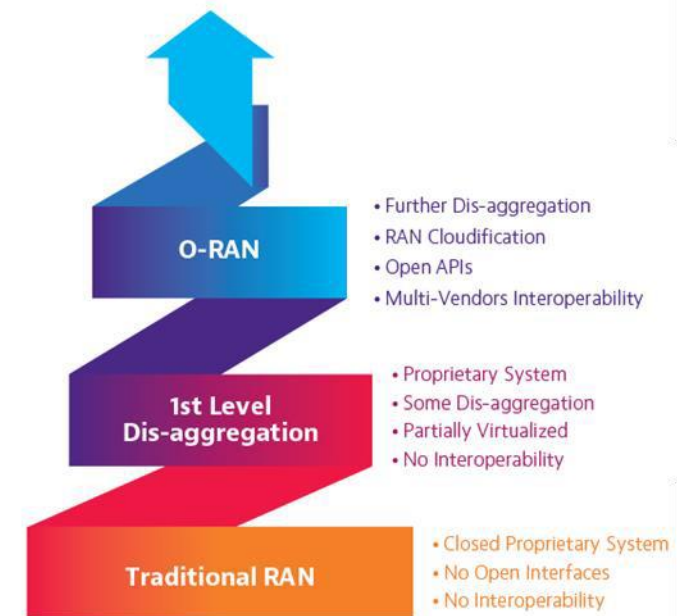 O-RAN
• Further Dis-aggregation
• RAN Cloudification
• Open APIs
• Multi-Vendors Interoperability
1st Level
Dis-aggregation
• Proprietary System
• Some Dis-aggregation
• Partially Virtualized
• No Interoperability
Traditional RAN
• Closed Proprietary System
• No Open Interfaces
• No Interoperability